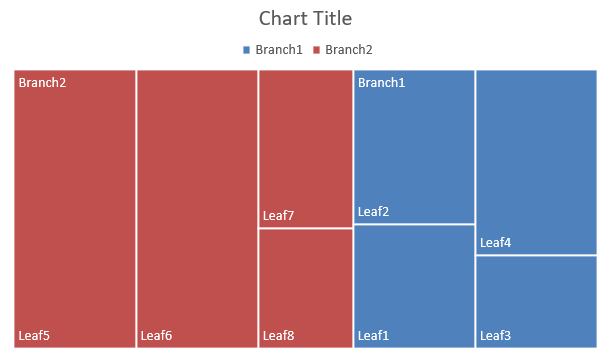 Chart Title
Branch1 Branch2
Branch2 Branch1
Leaf7 Leaf2
Leaf4
Leaf5 Leaf6 Leaf8 Leaf1 Leaf3